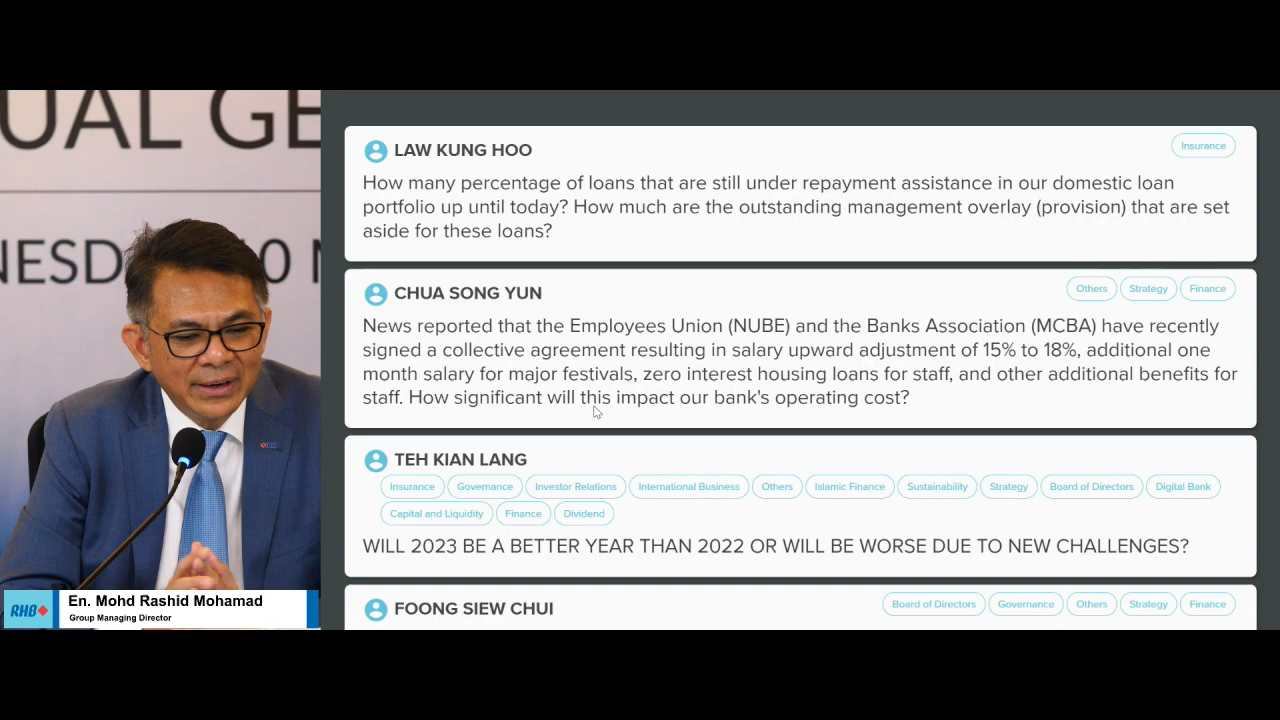 UAL GE
NESD
0
RHB
En. Mohd Rashid Mohamad
Group Managing Director
LAW KUNG HOO
Insurance
How many percentage of loans that are still under repayment assistance in our domestic loan
portfolio up until today? How much are the outstanding management overlay (provision) that are set
aside for these loans?
CHUA SONG YUN
Others Strategy Finance
News reported that the Employees Union (NUBE) and the Banks Association (MCBA) have recently
signed a collective agreement resulting in salary upward adjustment of 15% to 18%, additional one
month salary for major festivals, zero interest housing loans for staff, and other additional benefits for
staff. How significant will this impact our bank's operating cost?
TEH KIAN LANG
Insurance Governance Investor Relations International Business Others Islamic Finance Sustainability Strategy Board of Directors Digital Bank
Capital and Liquidity Finance Dividend
WILL 2023 BE A BETTER YEAR THAN 2022 OR WILL BE WORSE DUE TO NEW CHALLENGES?
FOONG SIEW CHUI
Board of Directors Governance Others Strategy Finance